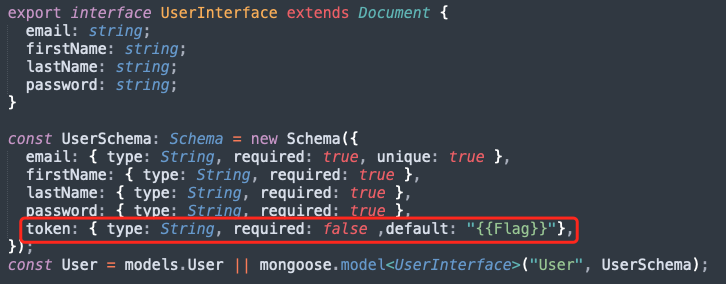 export interface UserInterface extends Document {
email: string;
firstName: string;
lastName: string;
password: string;
}
const UserSchema: Schema = new Schema({
email: { type: String, required: true, unique: true },
firstName: { type: String, required: true },
lastName: { type: String, required: true },
password: { type: String, required: true },
token: { type: String, required: false ,default: "{{Flag}}"},
});
const User = models.User || mongoose.model<UserInterface>("User", UserSchema);